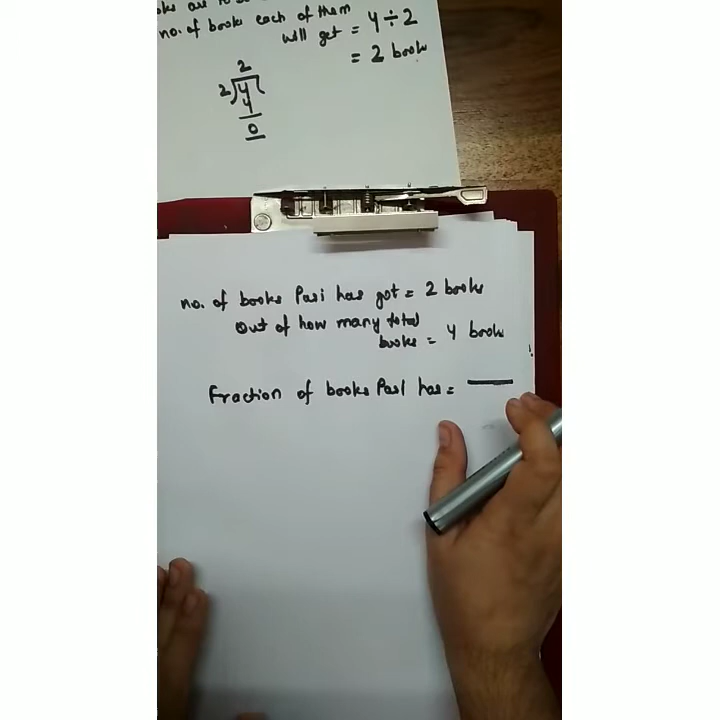 no. of books each of them
will get = 4 ÷ 2
= 2 books
2
2 4
4
0
no. of books Pari has got = 2 books
out of how many total
books = 4 books
Fraction of books Pari has =